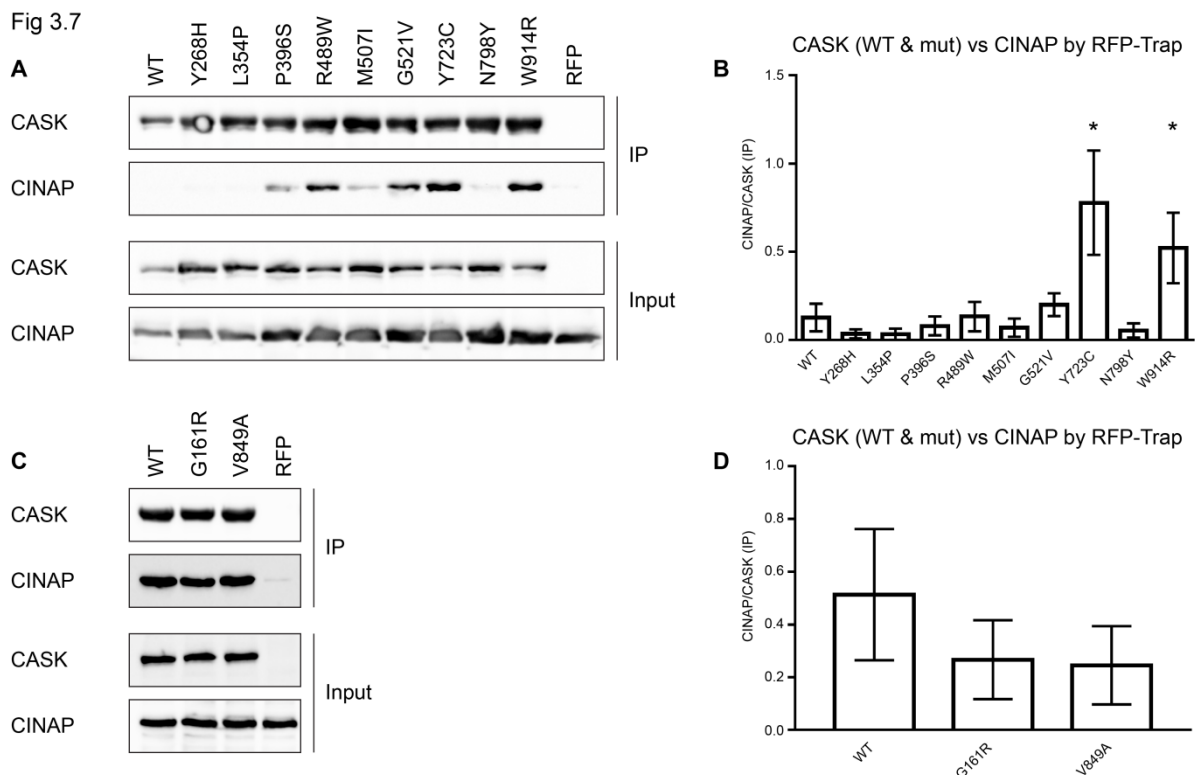 Fig 3.7
A
WT Y268H L354P P396S R489W M507I G521V Y723C N798Y W914R RFP
CASK
CINAP
IP
CASK
CINAP
Input
B
CASK (WT & mut) vs CINAP by RFP-Trap
CINAP/CASK (IP)
1.5
1.0
0.5
0.0
* *
WT Y268H L354P P396S R489W M507I G521V Y723C N798Y W914R
C
WT G161R V849A RFP
CASK
CINAP
IP
CASK
CINAP
Input
D
CASK (WT & mut) vs CINAP by RFP-Trap
CINAP/CASK (IP)
1.0
0.8
0.6
0.4
0.2
0.0
WT G161R V849A